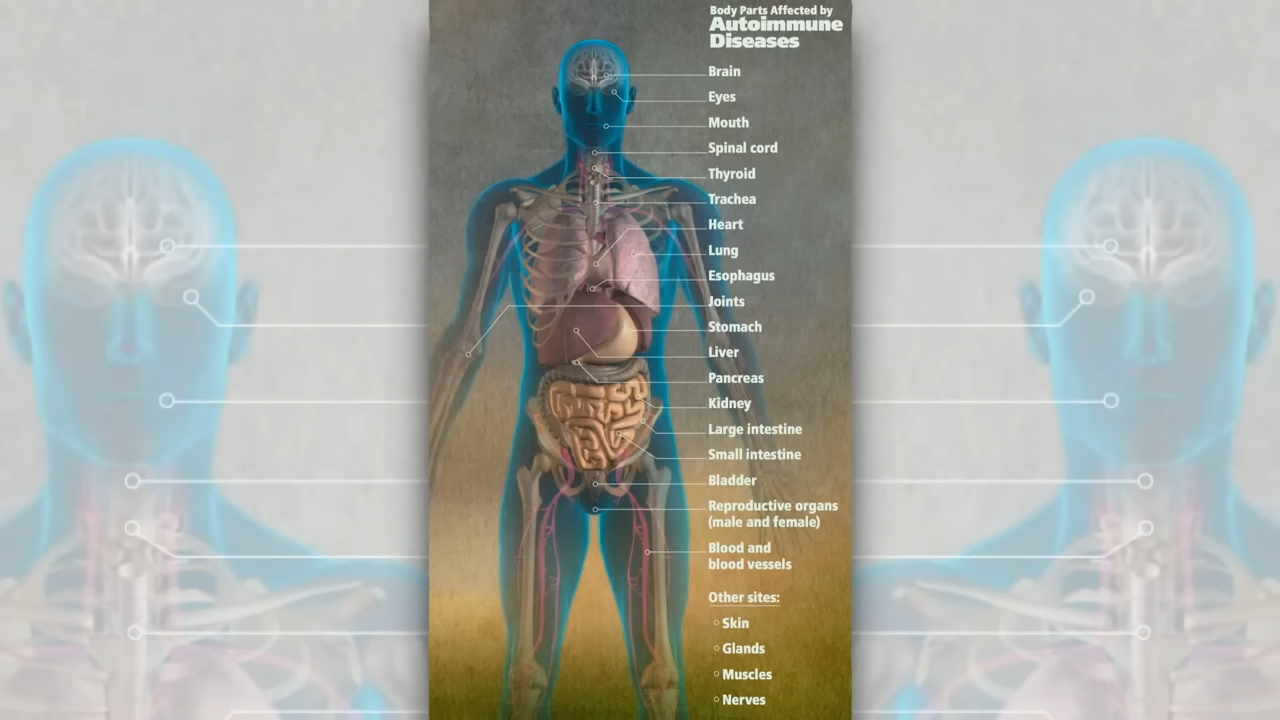 Body Parts Affected by
Autoimmune
Diseases
Brain
Eyes
Mouth
Spinal cord
Thyroid
Trachea
Heart
Lung
Esophagus
Joints
Stomach
Liver
Pancreas
Kidney
Large intestine
Small intestine
Bladder
Reproductive organs
(male and female)
Blood and
blood vessels
Other sites:
Skin
Glands
Muscles
Nerves